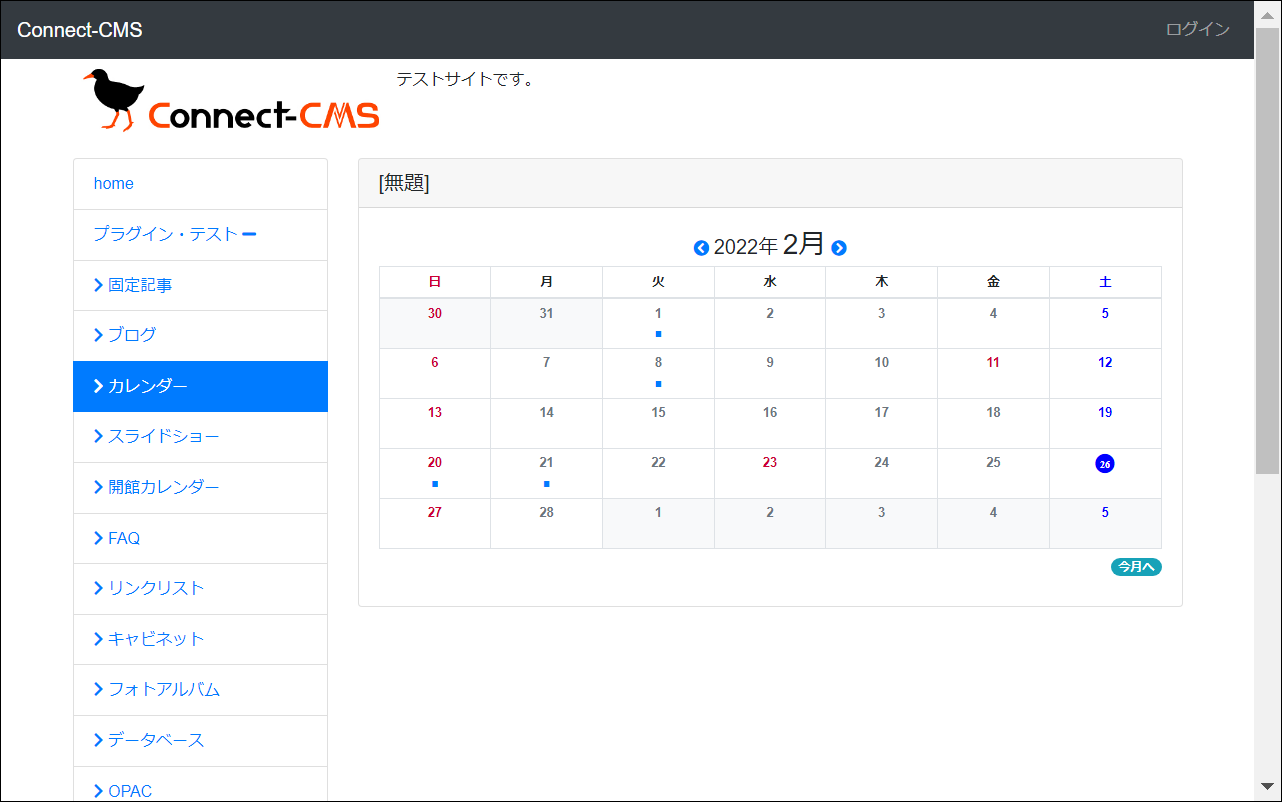 Connect-CMS
ログイン
Connect-CMS
テストサイトです。
home
プラグイン・テスト
固定記事
ブログ
カレンダー
スライドショー
開館カレンダー
FAQ
リンクリスト
キャビネット
フォトアルバム
データベース
OPAC
[無題]
2022年 2月
日 月 火 水 木 金 土
30 31 1 2 3 4 5
6 7 8 9 10 11 12
13 14 15 16 17 18 19
20 21 22 23 24 25 26
27 28 1 2 3 4 5
今月へ